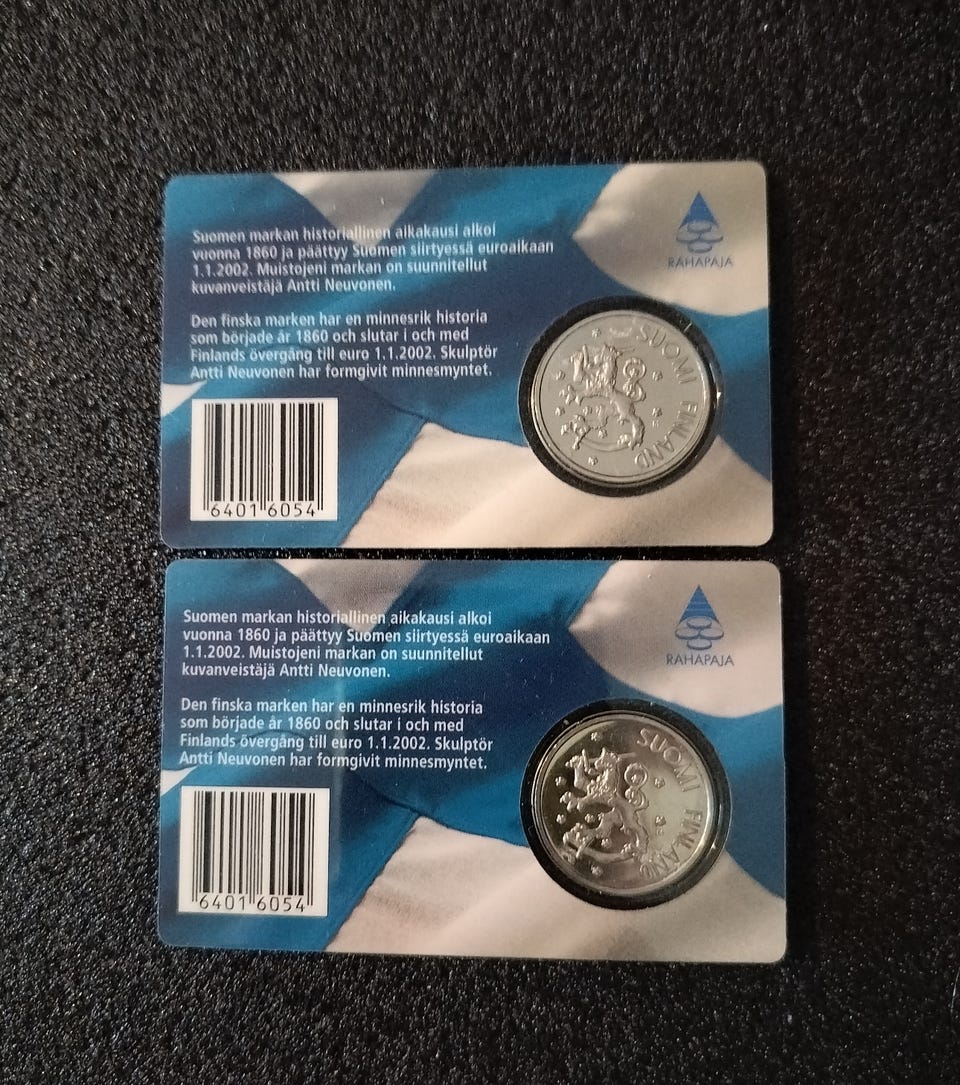 Suomen markan historiallinen aikakausi alkoi
vuonna 1860 ja päättyy Suomen siirtyessä euroaikaan
1.1.2002. Muistojeni markan on suunnitellut
kuvanveistäjä Antti Neuvonen.
Den finska marken har en minnesrik historia
som började år 1860 och slutar i och med
Finlands övergång till euro 1.1.2002. Skulptör
Antti Neuvonen har formgivit minnesmyntet.
6401 6054
RAHAPAJA
SUOMI FINLAND
Suomen markan historiallinen aikakausi alkoi
vuonna 1860 ja päättyy Suomen siirtyessä euroaikaan
1.1.2002. Muistojeni markan on suunnitellut
kuvanveistäjä Antti Neuvonen.
Den finska marken har en minnesrik historia
som började år 1860 och slutar i och med
Finlands övergång till euro 1.1.2002. Skulptör
Antti Neuvonen har formgivit minnesmyntet.
6401 6054
RAHAPAJA
SUOMI FINLAND